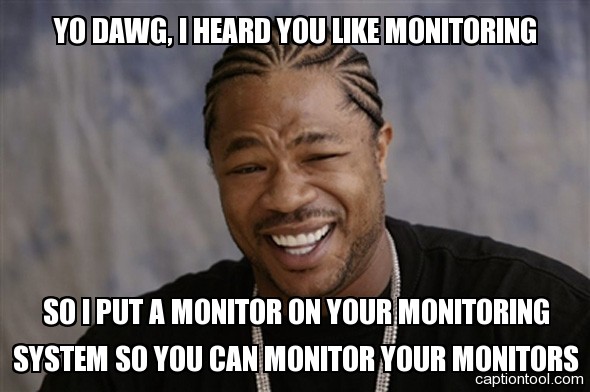 YO DAWG, I HEARD YOU LIKE MONITORING
SO I PUT A MONITOR ON YOUR MONITORING
SYSTEM SO YOU CAN MONITOR YOUR MONITORS
captiontool.com